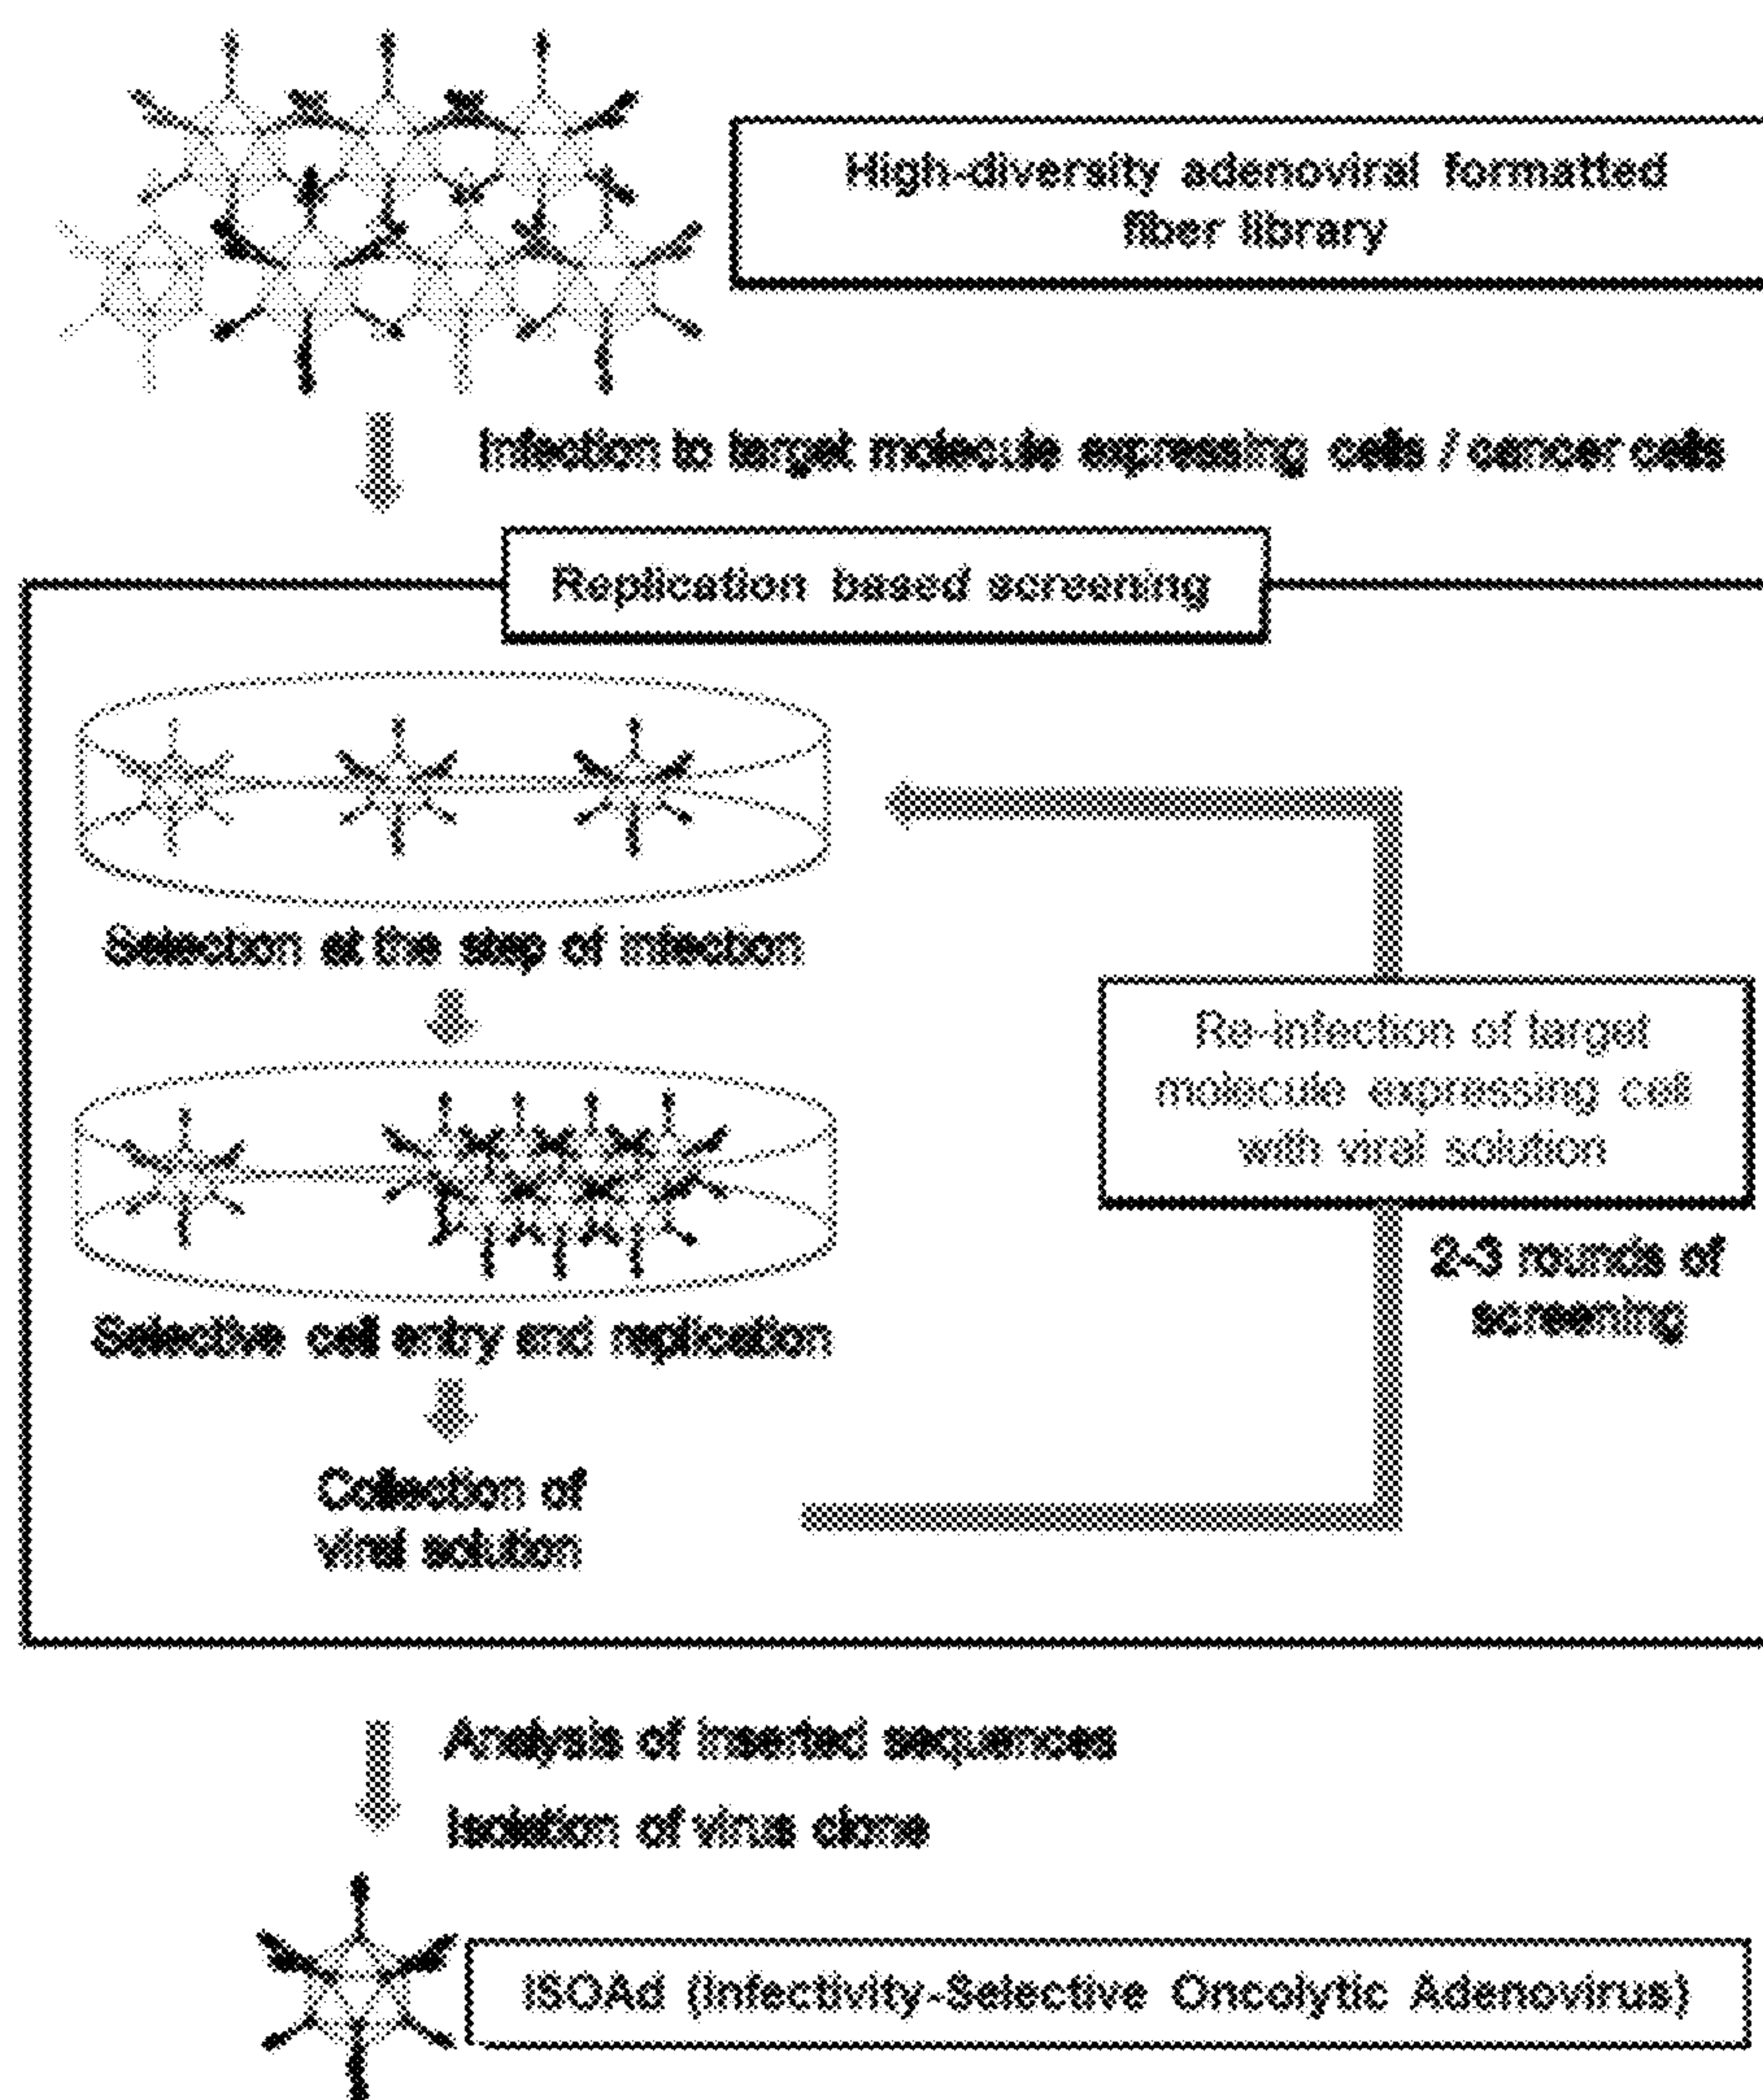 High-diversity adenoviral formatted
fiber library
Infection to target molecule expressing cells / cancer cells
Replication based screening
Selection at the step of infection
Re-infection of target
molecule expressing cell
with viral solution
2-3 rounds of
screening
Selective cell entry and replication
Collection of
viral solution
Analysis of inserted sequences
Isolation of virus clone
ISOAd (Infectivity-Selective Oncolytic Adenovirus)